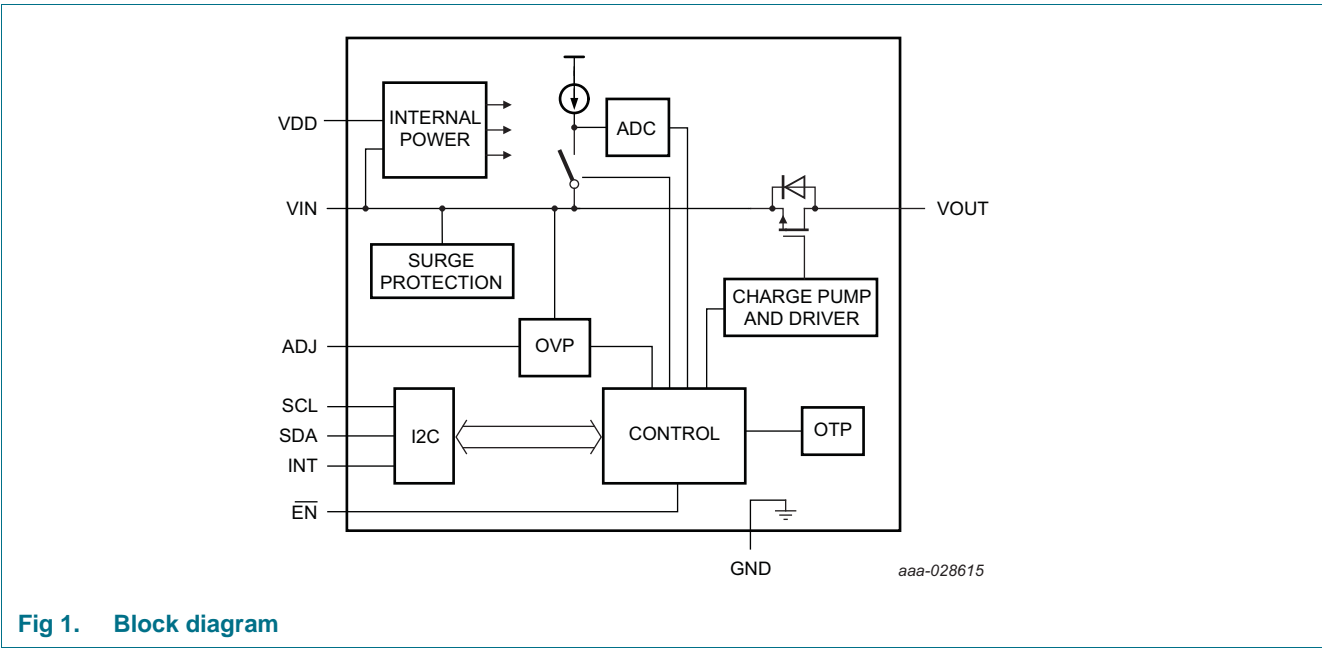 INTERNAL
POWER
VDD
ADC
VIN
VOUT
SURGE
PROTECTION
CHARGE PUMP
AND DRIVER
ADJ
OVP
SCL
SDA
INT
I2C
CONTROL
OTP
EN
GND
aaa-028615
Fig 1. Block diagram